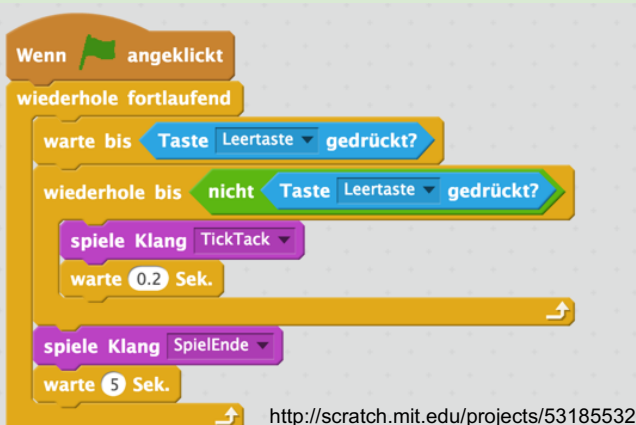 Wenn angeklickt
wiederhole fortlaufend
warte bis Taste Leertaste gedrückt?
wiederhole bis nicht Taste Leertaste gedrückt?
spiele Klang TickTack
warte 0.2 Sek.
spiele Klang SpielEnde
warte 5 Sek.
http://scratch.mit.edu/projects/53185532